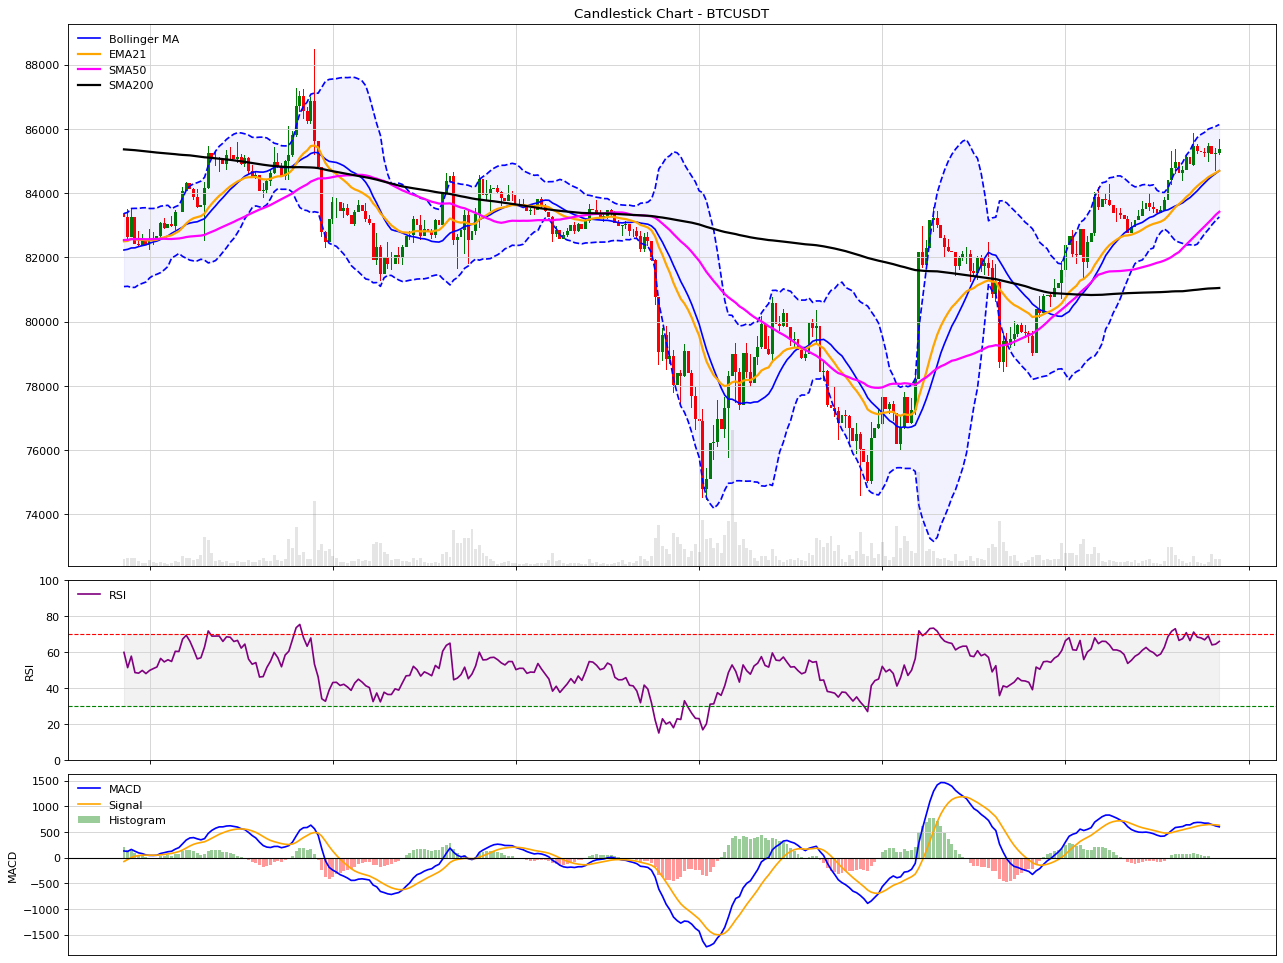 Candlestick Chart - BTCUSDT
Bollinger MA
EMA21
SMA50
SMA200
88000
86000
84000
82000
80000
78000
76000
74000
RSI
100
80
60
40
20
0
RSI
MACD
Signal
Histogram
1500
1000
500
0
−500
−1000
−1500
MACD